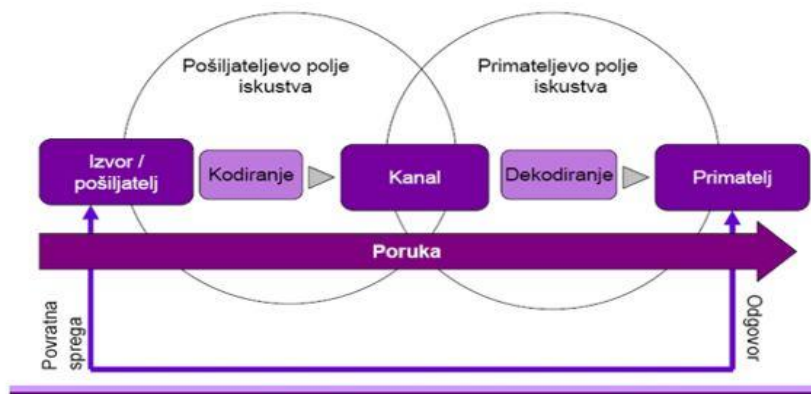 Pošiljateljevo polje
iskustva
Primateljevo polje
iskustva
Izvor /
pošiljatelj
Kodiranje
Kanal
Dekodiranje
Primatelj
Poruka
Povratna
sprega
Odgovor